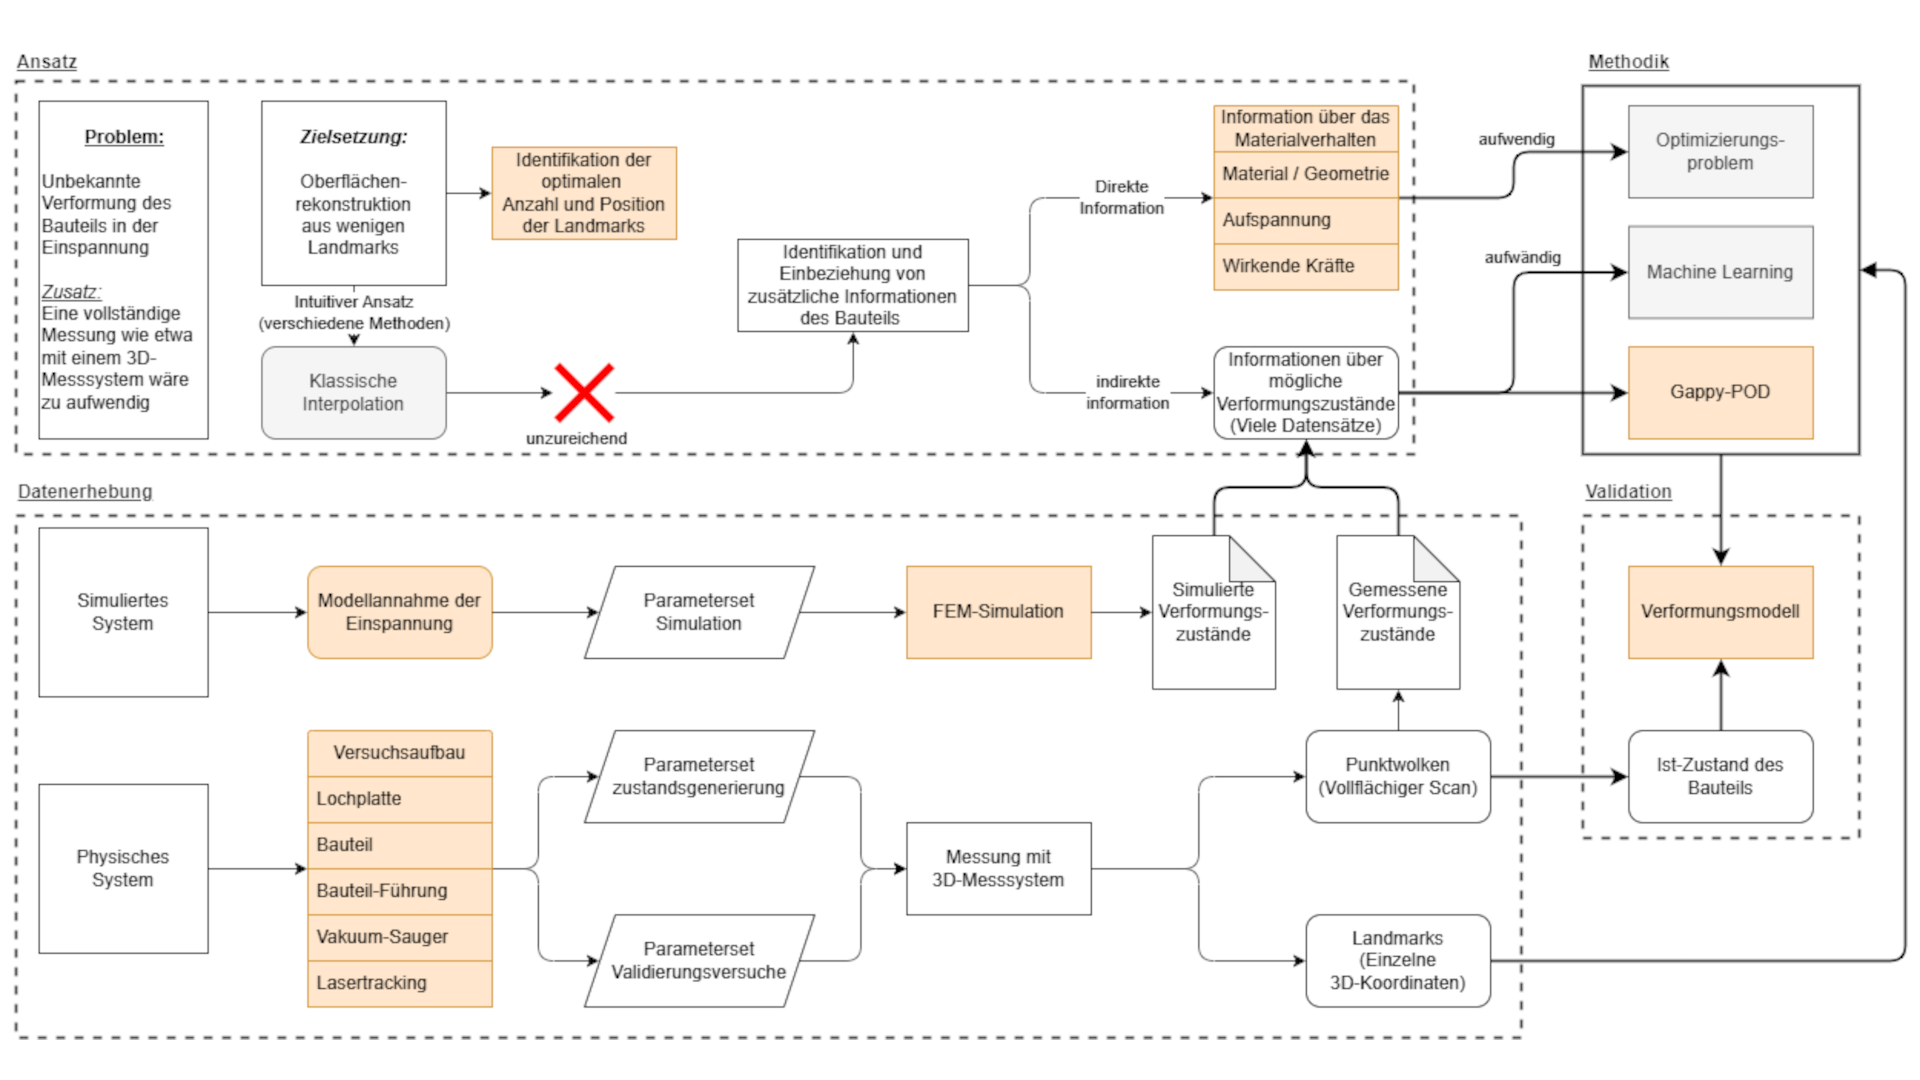 Ansatz
Problem:
Unbekannte
Verformung des
Bauteils in der
Einspannung
Zusatz:
Eine vollständige
Messung wie etwa
mit einem 3D-
Messsystem wäre
zu aufwendig
Zielsetzung:
Oberflächen-
rekonstruktion
aus wenigen
Landmarks
Identifikation der
optimalen
Anzahl und Position
der Landmarks
Intuitiver Ansatz
(verschiedene Methoden)
Klassische
Interpolation
unzureichend
Identifikation und
Einbeziehung von
zusätzliche Informationen
des Bauteils
Direkte
Information
indirekte
information
Information über das
Materialverhalten
Material / Geometrie
Aufspannung
Wirkende Kräfte
Informationen über
mögliche
Verformungszustände
(Viele Datensätze)
aufwendig
aufwändig
Methodik
Optimizierungs-
problem
Machine Learning
Gappy-POD
Datenerhebung
Simuliertes
System
Modellannahme der
Einspannung
Parameterset
Simulation
FEM-Simulation
Simulierte
Verformungs-
zustände
Gemessene
Verformungs-
zustände
Physisches
System
Versuchsaufbau
Lochplatte
Bauteil
Bauteil-Führung
Vakuum-Sauger
Lasertracking
Parameterset
zustandsgenerierung
Parameterset
Validierungsversuche
Messung mit
3D-Messsystem
Punktwolken
(Vollflächiger Scan)
Landmarks
(Einzelne
3D-Koordinaten)
Validation
Verformungsmodell
Ist-Zustand des
Bauteils